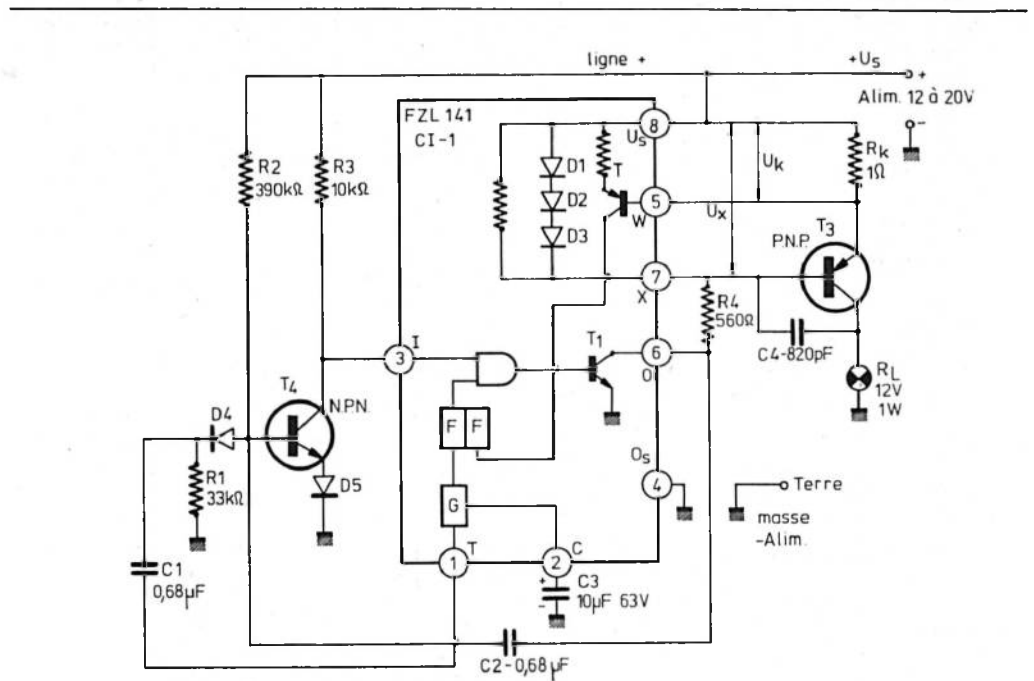 ligne +
+Us
+
Alim. 12 à 20V
-
FZL 141
CI-1
Us
8
R2
390kΩ
R3
10kΩ
D1
D2
D3
T
W
5
Uk
Ux
Rk
1Ω
T3
P.N.P.
7
X
R4
560Ω
C4-820pF
I
3
T1
6
O
RL
12V
1W
T4
N.P.N.
D4
D5
R1
33kΩ
F F
G
Os
4
Terre
masse
-Alim.
1
T
2
C
C1
0,68µF
+
-
C3
10µF 63V
C2-0,68µF